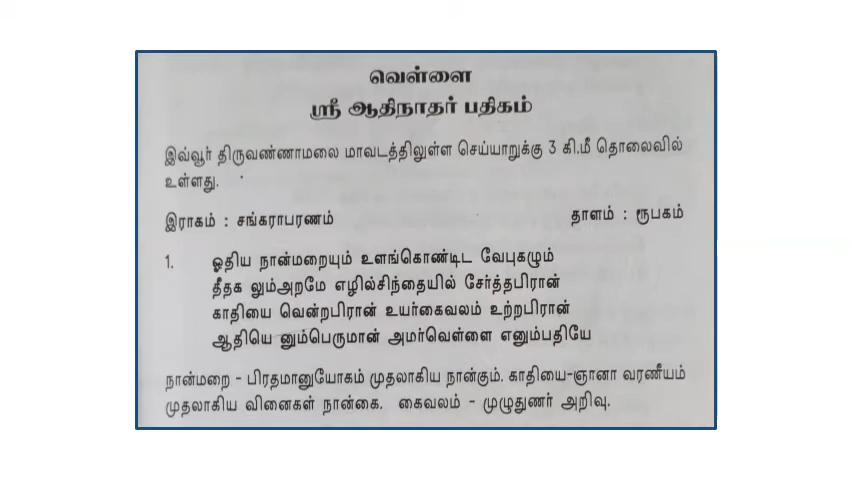 வெள்ளை
ஸ்ரீ ஆதிநாதர் பதிகம்
இவ்வூர் திருவண்ணாமலை மாவடத்திலுள்ள செய்யாறுக்கு 3 கி.மீ தொலைவில்
உள்ளது.
இராகம் : சங்கராபரணம் தாளம் : ரூபகம்
1. ஓதிய நான்மறையும் உளங்கொண்டிட வேபுகழும்
தீதக லும்அறமே எழில்சிந்தையில் சேர்த்தபிரான்
காதியை வென்றபிரான் உயர்கைவலம் உற்றபிரான்
ஆதியெ னும்பெருமான் அமர்வெள்ளை எனும்பதியே
நான்மறை - பிரதமானுயோகம் முதலாகிய நான்கும். காதியை-ஞானா வரணீயம்
முதலாகிய வினைகள் நான்கை. கைவலம் - முழுதுணர் அறிவு.